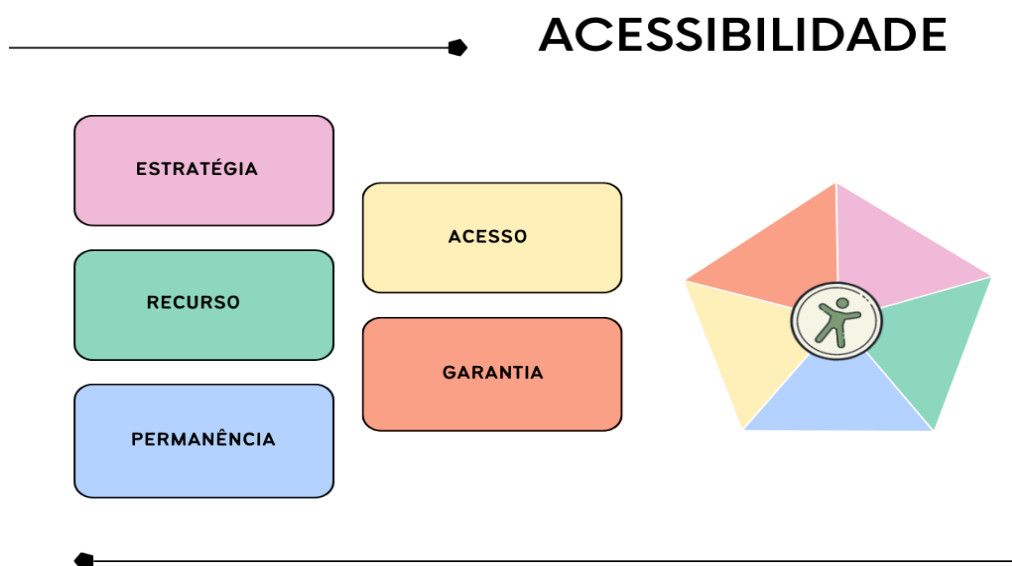 ACESSIBILIDADE
ESTRATÉGIA
RECURSO
PERMANÊNCIA
ACESSO
GARANTIA